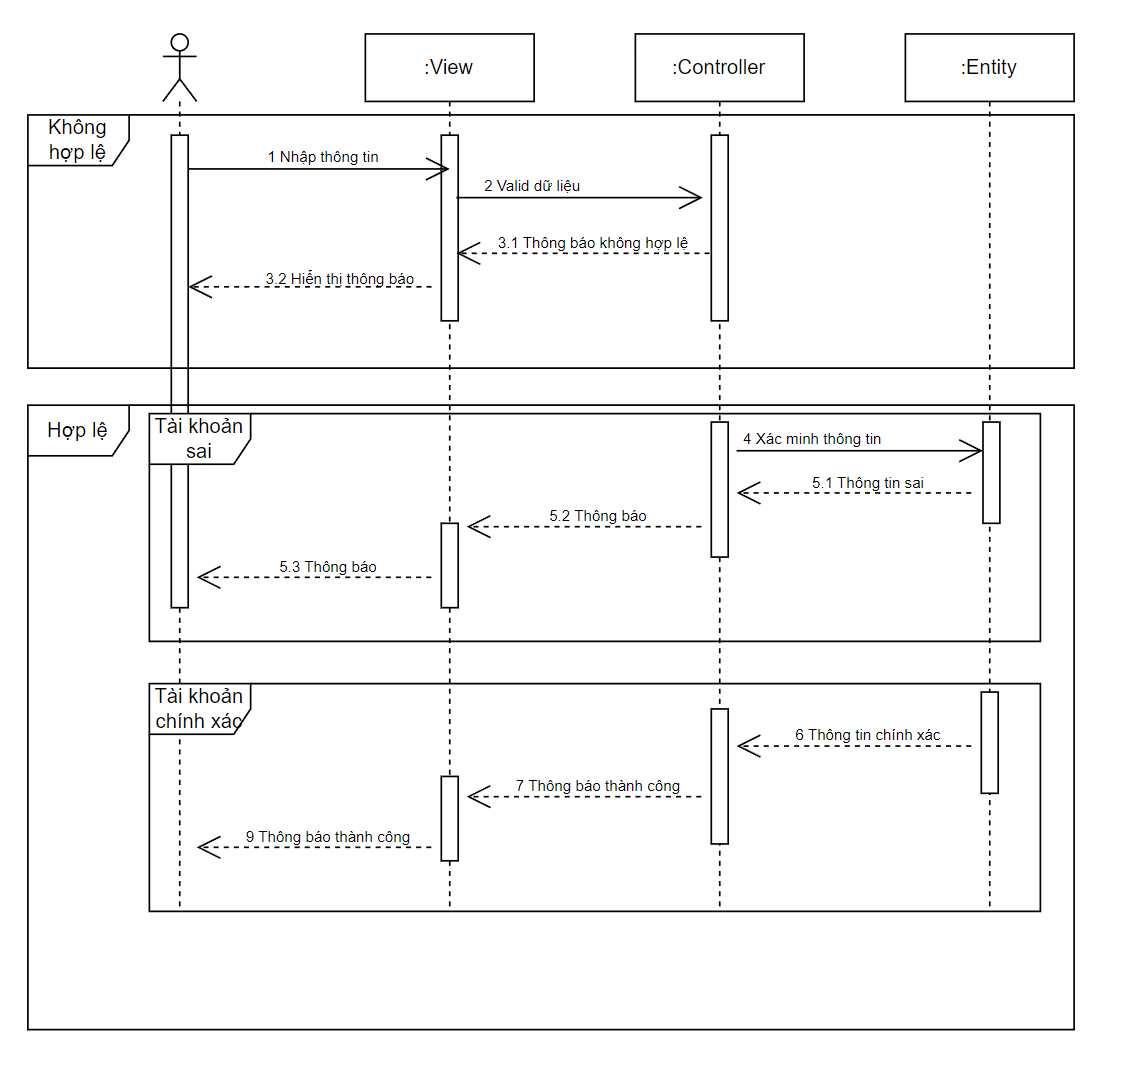 :View
:Controller
:Entity
Không
hợp lệ
1 Nhập thông tin
2 Valid dữ liệu
3.1 Thông báo không hợp lệ
3.2 Hiển thị thông báo
Hợp lệ
Tài khoản
sai
4 Xác minh thông tin
5.1 Thông tin sai
5.2 Thông báo
5.3 Thông báo
Tài khoản
chính xác
6 Thông tin chính xác
7 Thông báo thành công
9 Thông báo thành công